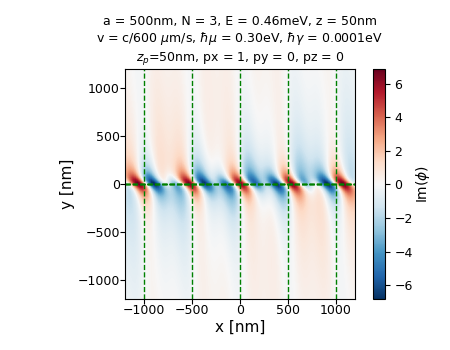 a = 500nm, N = 3, E = 0.46meV, z = 50nm
v = c/600 μm/s, ℏμ = 0.30eV, ℏγ = 0.0001eV
z_p=50nm, px = 1, py = 0, pz = 0
1000
500
0
−500
−1000
y [nm]
−1000 −500 0 500 1000
x [nm]
6
4
2
0
−2
−4
−6
Im(ϕ)